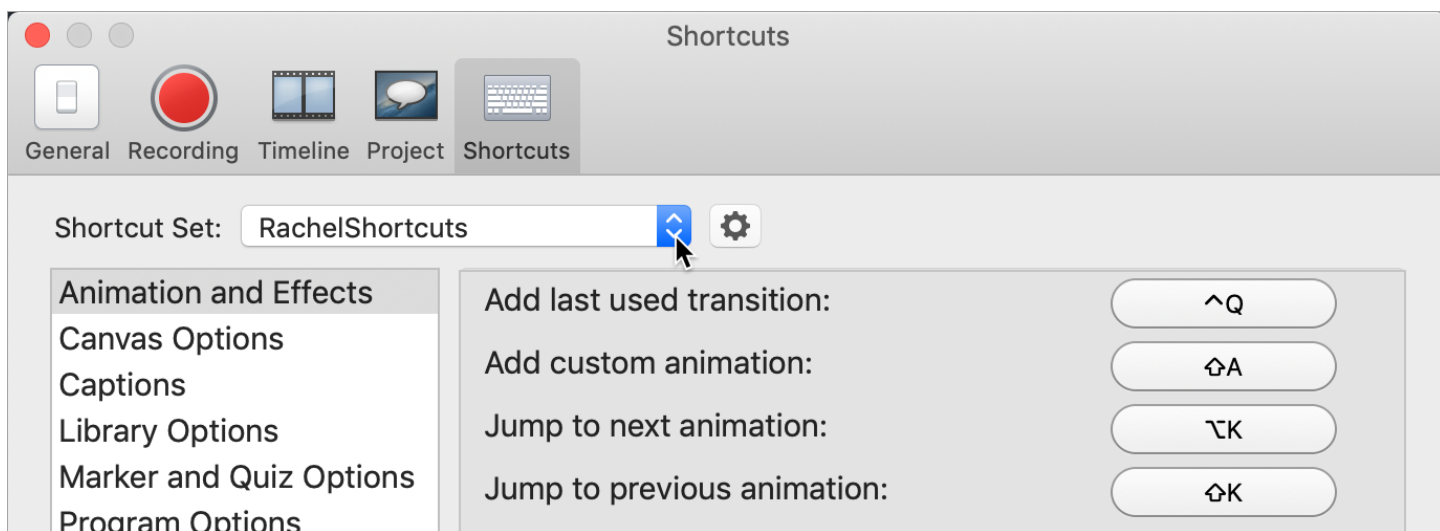 Shortcuts
General Recording Timeline Project Shortcuts
Shortcut Set: RachelShortcuts
Animation and Effects
Canvas Options
Captions
Library Options
Marker and Quiz Options
Program Options
Add last used transition: ^Q
Add custom animation: ⇧A
Jump to next animation: ⌥K
Jump to previous animation: ⇧K